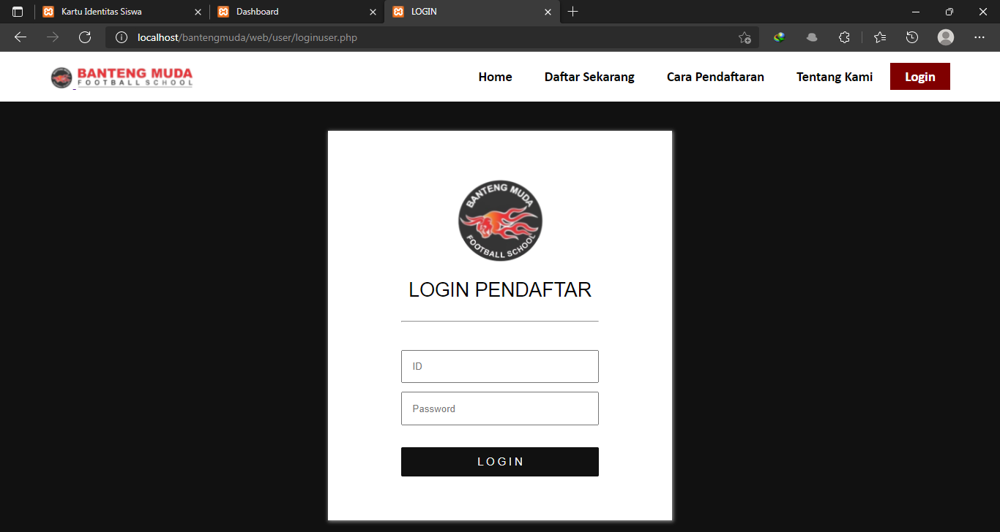 Kartu Identitas Siswa
Dashboard
LOGIN
localhost/bantengmuda/web/user/loginuser.php
BANTENG MUDA
FOOTBALL SCHOOL
Home
Daftar Sekarang
Cara Pendaftaran
Tentang Kami
Login
BANTENG MUDA
FOOTBALL SCHOOL
LOGIN PENDAFTAR
ID
Password
LOGIN